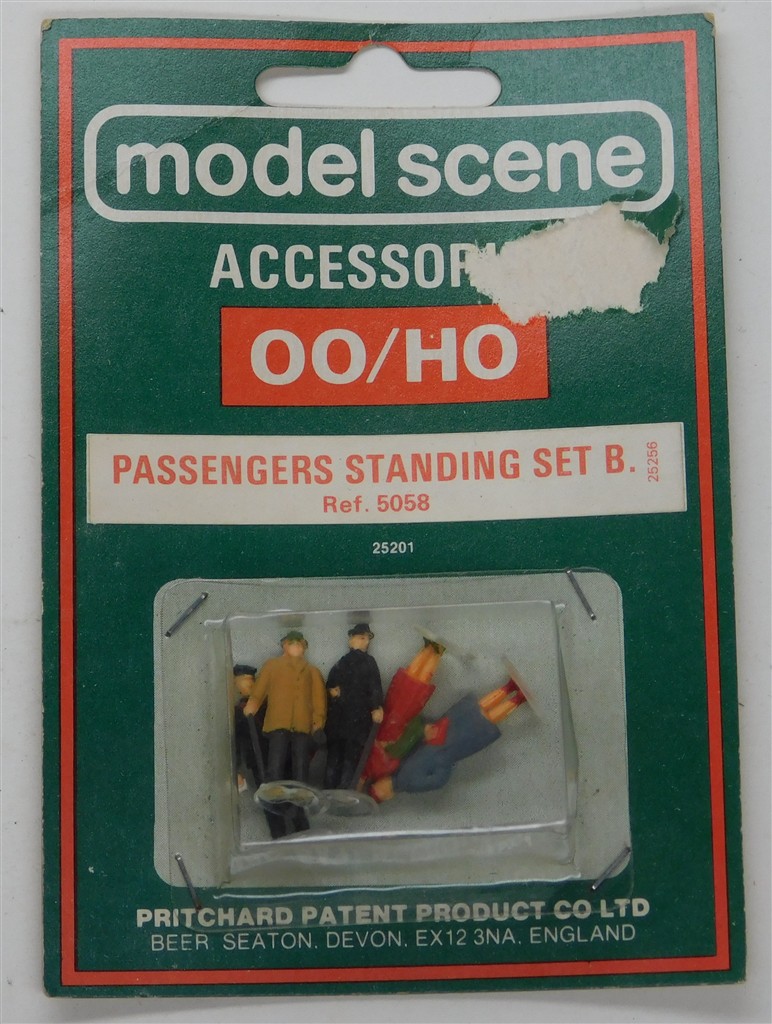 model scene
OO/HO
PASSENGERS STANDING SET B.
25256
Ref. 5058
25201
PRITCHARD PATENT PRODUCT CO LTD
BEER. SEATON. DEVON. EX12 3NA. ENGLAND